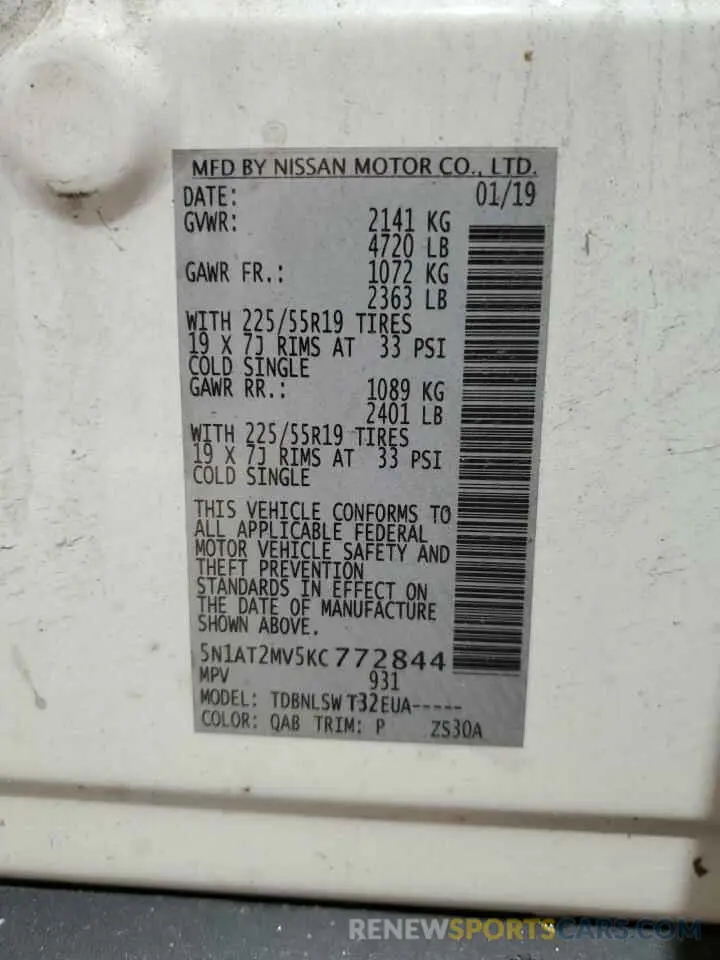 MFD BY NISSAN MOTOR CO., LTD.
DATE: 01/19
GVWR: 2141 KG
4720 LB
GAWR FR.: 1072 KG
2363 LB
WITH 225/55R19 TIRES
19 X 7J RIMS AT 33 PSI
COLD SINGLE
GAWR RR.: 1089 KG
2401 LB
WITH 225/55R19 TIRES
19 X 7J RIMS AT 33 PSI
COLD SINGLE
THIS VEHICLE CONFORMS TO
ALL APPLICABLE FEDERAL
MOTOR VEHICLE SAFETY AND
THEFT PREVENTION
STANDARDS IN EFFECT ON
THE DATE OF MANUFACTURE
SHOWN ABOVE.
5N1AT2MV5KC772844
MPV 931
MODEL: TDBNLSW T32EUA-----
COLOR: QAB TRIM: P ZS30A
RENEWSPORTSCARS.COM